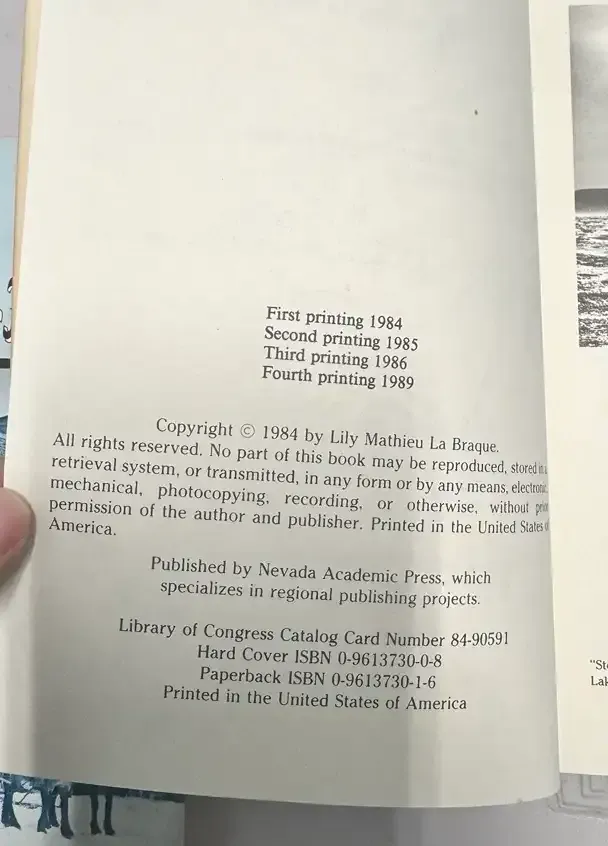 First printing 1984
Second printing 1985
Third printing 1986
Fourth printing 1989
Copyright © 1984 by Lily Mathieu La Braque.
All rights reserved. No part of this book may be reproduced, stored in a
retrieval system, or transmitted, in any form or by any means, electronic,
mechanical, photocopying, recording, or otherwise, without prior
permission of the author and publisher. Printed in the United States of
America.
Published by Nevada Academic Press, which
specializes in regional publishing projects.
Library of Congress Catalog Card Number 84-90591
Hard Cover ISBN 0-9613730-0-8
Paperback ISBN 0-9613730-1-6
Printed in the United States of America